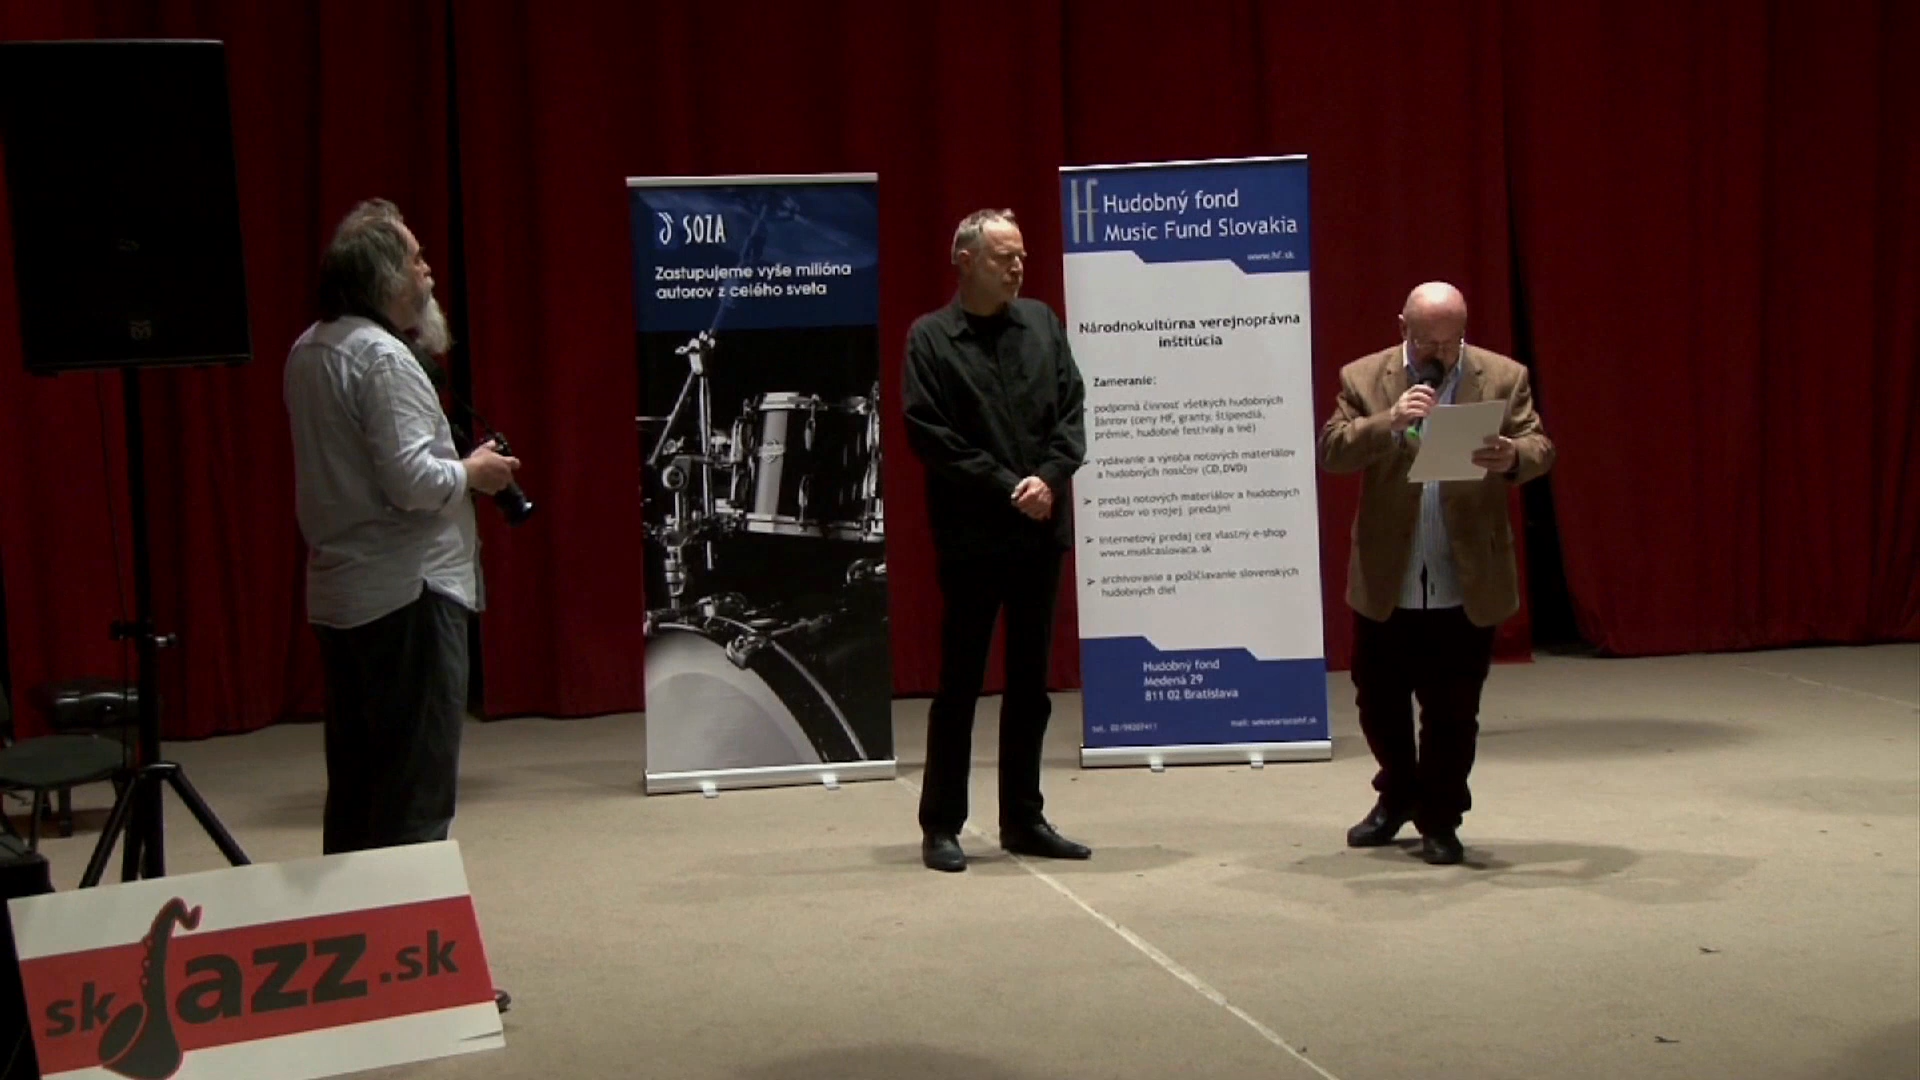 SOZA
Zastupujeme vyše milióna
autorov z celého sveta
Hf Hudobný fond
Music Fund Slovakia
www.hf.sk
Národnokultúrna verejnoprávna
inštitúcia
Zameranie:
podporná činnosť všetkých hudobných
žánrov (ceny HF, granty, štipendiá,
prémie, hudobné festivaly a iné)
vydávanie a výroba notových materiálov
a hudobných nosičov (CD,DVD)
➢ predaj notových materiálov a hudobných
nosičov vo svojej predajni
➢ internetový predaj cez vlastný e-shop
www.musicaslovaca.sk
➢ archivovanie a požičiavanie slovenských
hudobných diel
Hudobný fond
Medená 29
811 02 Bratislava
tel.
mail:
skJazz.sk